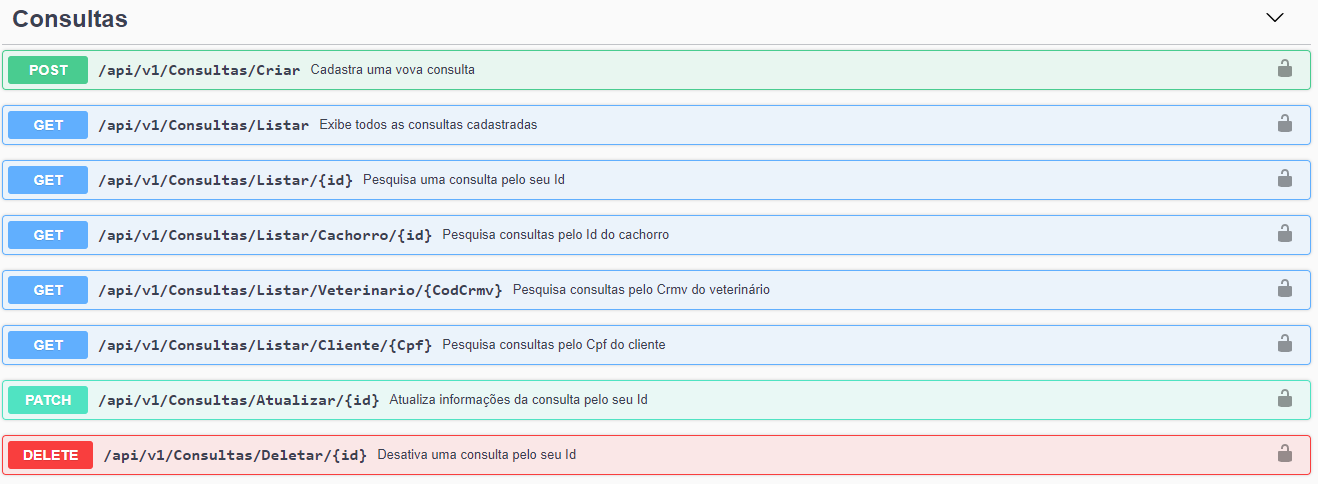 Consultas
POST /api/v1/Consultas/Criar Cadastra uma vova consulta
GET /api/v1/Consultas/Listar Exibe todos as consultas cadastradas
GET /api/v1/Consultas/Listar/{id} Pesquisa uma consulta pelo seu Id
GET /api/v1/Consultas/Listar/Cachorro/{id} Pesquisa consultas pelo Id do cachorro
GET /api/v1/Consultas/Listar/Veterinario/{CodCrmv} Pesquisa consultas pelo Crmv do veterinário
GET /api/v1/Consultas/Listar/Cliente/{Cpf} Pesquisa consultas pelo Cpf do cliente
PATCH /api/v1/Consultas/Atualizar/{id} Atualiza informações da consulta pelo seu Id
DELETE /api/v1/Consultas/Deletar/{id} Desativa uma consulta pelo seu Id